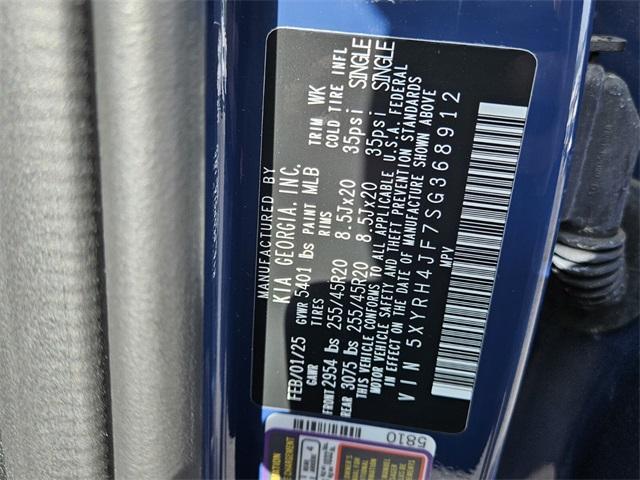 MANUFACTURED BY
KIA GEORGIA, INC.
FEB/01/25 GVWR 5401 lbs PAINT MLB TRIM WK
GAWR TIRES RIMS COLD TIRE INFL
FRONT 2954 lbs 255/45R20 8.5Jx20 35psi SINGLE
REAR 3075 lbs 255/45R20 8.5Jx20 35psi SINGLE
THIS VEHICLE CONFORMS TO ALL APPLICABLE U.S.A. FEDERAL
MOTOR VEHICLE SAFETY AND THEFT PREVENTION STANDARDS
IN EFFECT ON THE DATE OF MANUFACTURE SHOWN ABOVE
VIN 5XYRH4JF7SG368912
MPV
5810